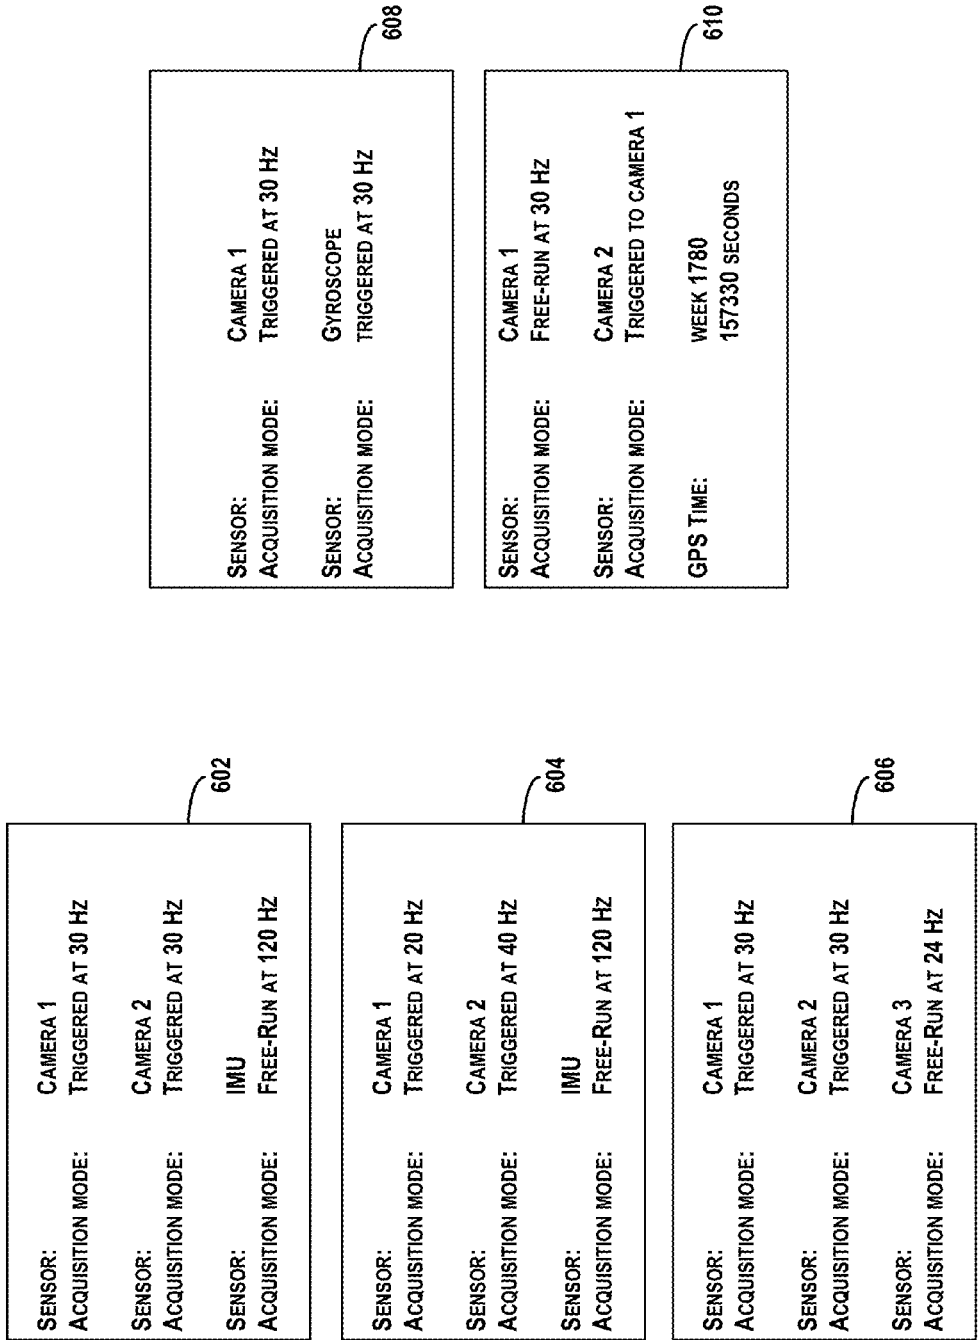 SENSOR: CAMERA 1
ACQUISITION MODE: TRIGGERED AT 30 HZ
SENSOR: CAMERA 2
ACQUISITION MODE: TRIGGERED AT 30 HZ
SENSOR: IMU
ACQUISITION MODE: FREE-RUN AT 120 HZ
602
SENSOR: CAMERA 1
ACQUISITION MODE: TRIGGERED AT 20 HZ
SENSOR: CAMERA 2
ACQUISITION MODE: TRIGGERED AT 40 HZ
SENSOR: IMU
ACQUISITION MODE: FREE-RUN AT 120 HZ
604
SENSOR: CAMERA 1
ACQUISITION MODE: TRIGGERED AT 30 HZ
SENSOR: CAMERA 2
ACQUISITION MODE: TRIGGERED AT 30 HZ
SENSOR: CAMERA 3
ACQUISITION MODE: FREE-RUN AT 24 HZ
606
SENSOR: CAMERA 1
ACQUISITION MODE: TRIGGERED AT 30 HZ
SENSOR: GYROSCOPE
ACQUISITION MODE: TRIGGERED AT 30 HZ
608
SENSOR: CAMERA 1
ACQUISITION MODE: FREE-RUN AT 30 HZ
SENSOR: CAMERA 2
ACQUISITION MODE: TRIGGERED TO CAMERA 1
GPS TIME: WEEK 1780
157330 SECONDS
610